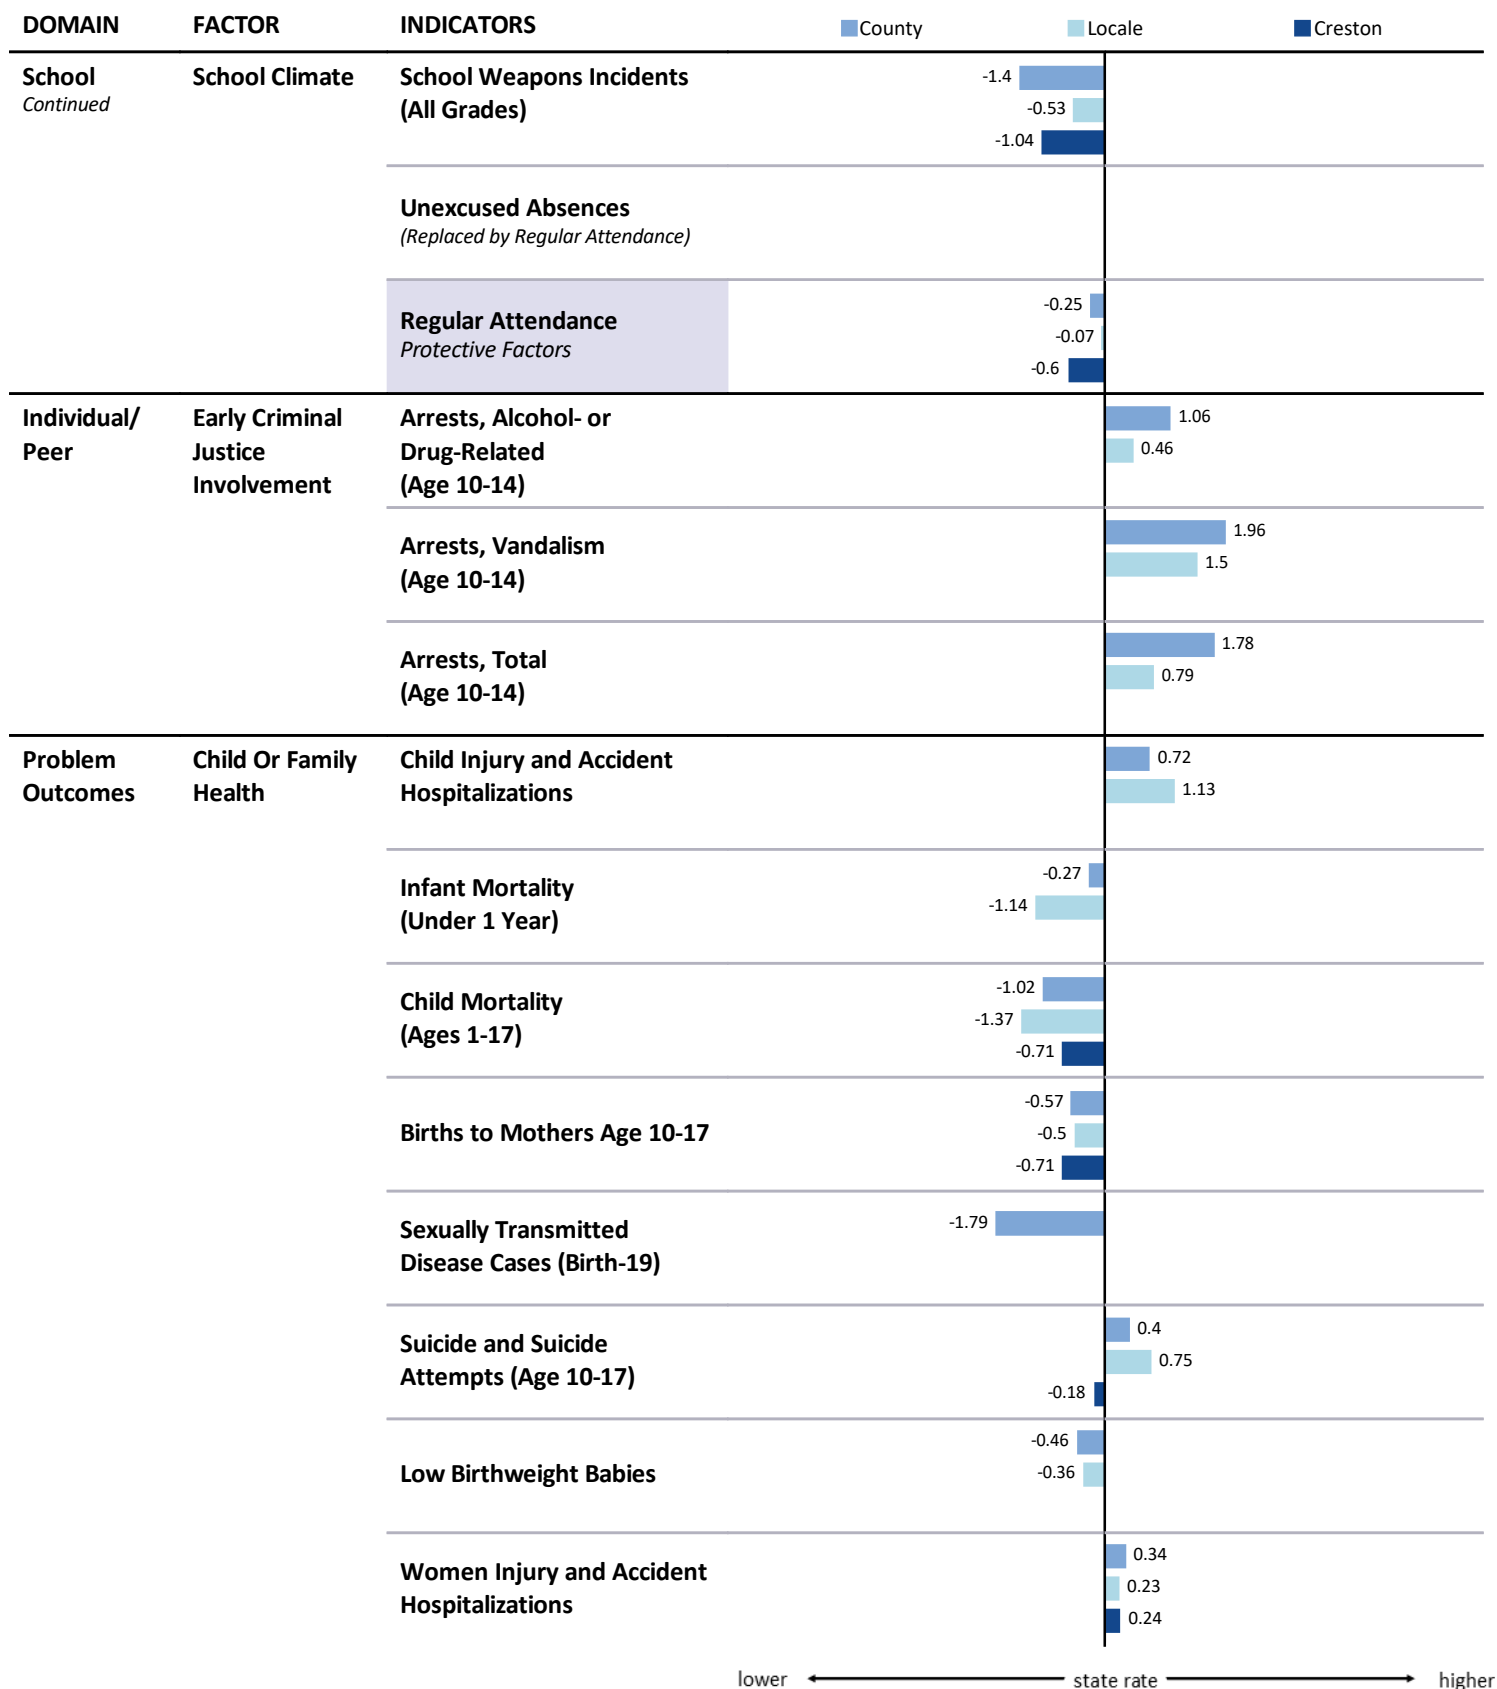 DOMAIN FACTOR INDICATORS County Locale Creston
School School Climate School Weapons Incidents
Continued
(All Grades)
-1.4
-0.53
-1.04
Unexcused Absences
(Replaced by Regular Attendance)
Regular Attendance
Protective Factors
-0.25
-0.07
-0.6
Individual/ Early Criminal Arrests, Alcohol- or
Peer Justice Drug-Related
Involvement (Age 10-14)
1.06
0.46
Arrests, Vandalism
(Age 10-14)
1.96
1.5
Arrests, Total
(Age 10-14)
1.78
0.79
Problem Child Or Family Child Injury and Accident
Outcomes Health Hospitalizations
0.72
1.13
Infant Mortality
(Under 1 Year)
-0.27
-1.14
Child Mortality
(Ages 1-17)
-1.02
-1.37
-0.71
Births to Mothers Age 10-17
-0.57
-0.5
-0.71
Sexually Transmitted
Disease Cases (Birth-19)
-1.79
Suicide and Suicide
Attempts (Age 10-17)
0.4
0.75
-0.18
Low Birthweight Babies
-0.46
-0.36
Women Injury and Accident
Hospitalizations
0.34
0.23
0.24
lower state rate higher